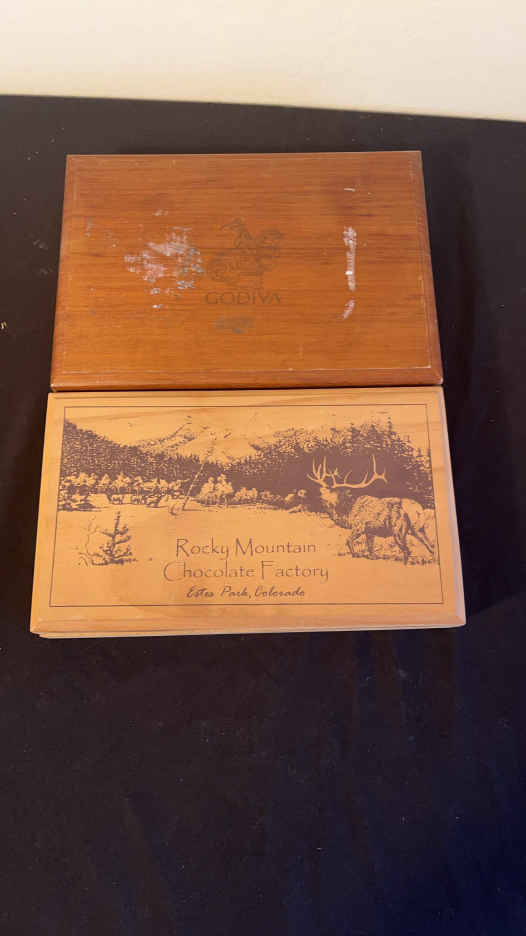 GODIVA
Rocky Mountain
Chocolate Factory
Estes Park, Colorado